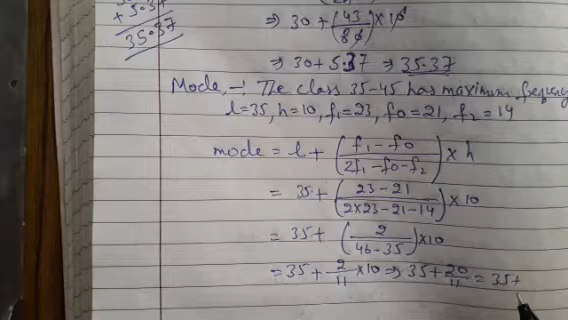 + 5.37
35.37
⇒ 30 + (43/80) × 10
⇒ 30 + 5.37 ⇒ 35.37
Mode :- The class 35-45 has maximum
l=35, h=10, f1=23, f0=21, f2=14
mode = l + (f1-f0/2f1-f0-f2) × h
= 35 + (23-21/2×23-21-14) × 10
= 35 + (2/46-35) × 10
= 35 + 2/11 × 10 ⇒ 35 + 20/11 = 35+